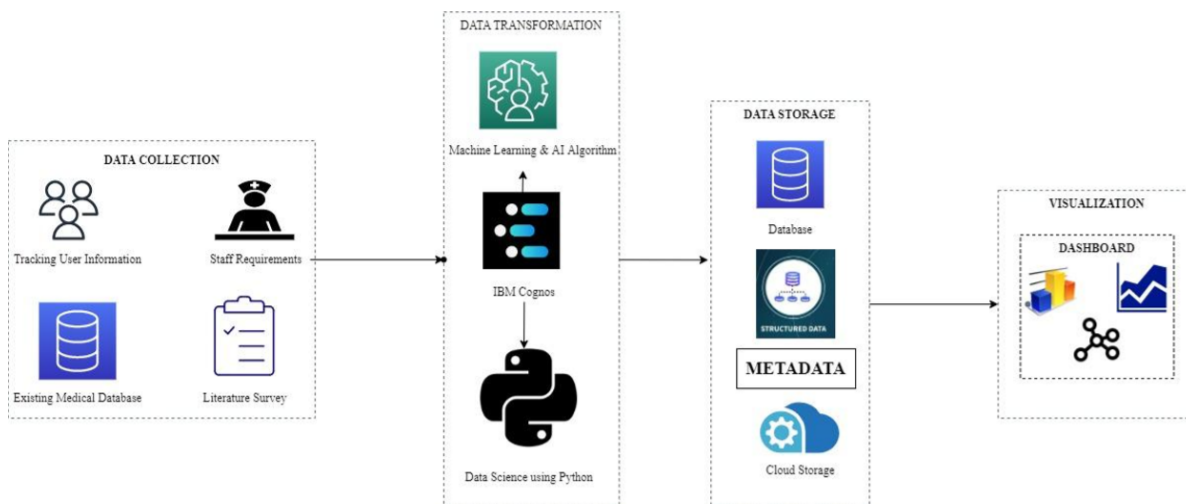 DATA COLLECTION
Tracking User Information
Staff Requirements
Existing Medical Database
Literature Survey
DATA TRANSFORMATION
Machine Learning & AI Algorithm
IBM Cognos
Data Science using Python
DATA STORAGE
Database
STRUCTURED DATA
METADATA
Cloud Storage
VISUALIZATION
DASHBOARD